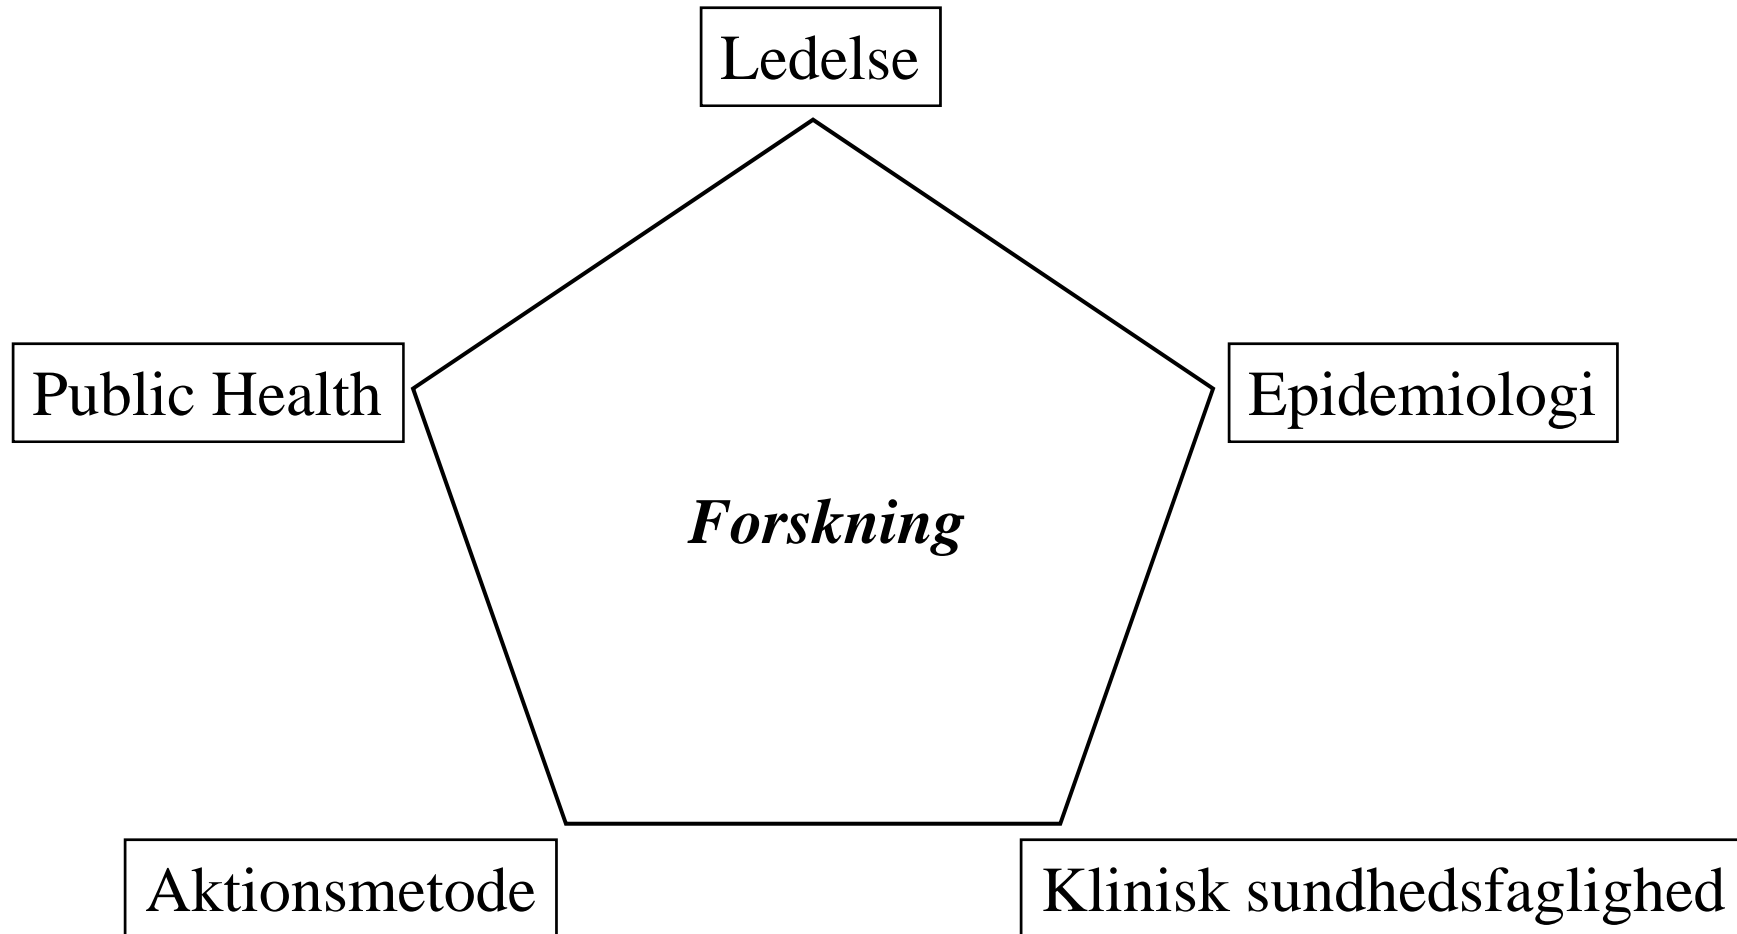 Ledelse
Public Health
Epidemiologi
Forskning
Aktionsmetode
Klinisk sundhedsfaglighed